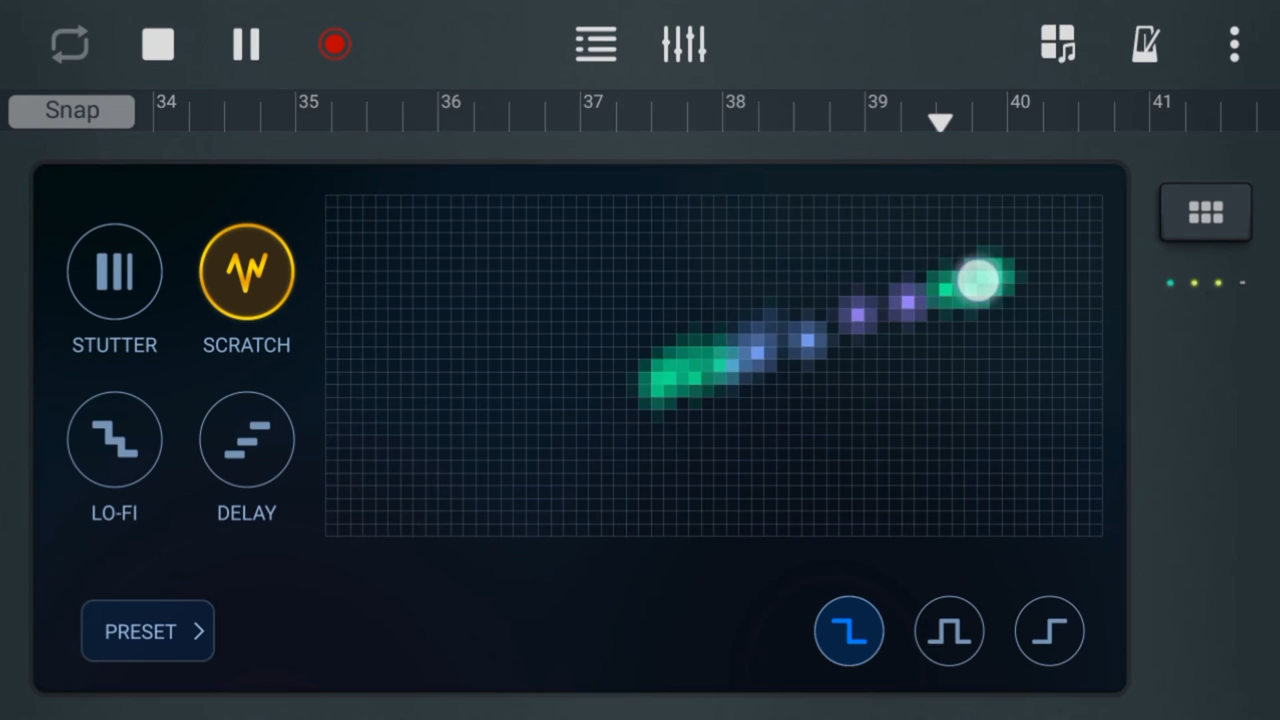 Snap
34 35 36 37 38 39 40 41
STUTTER SCRATCH
LO-FI DELAY
PRESET